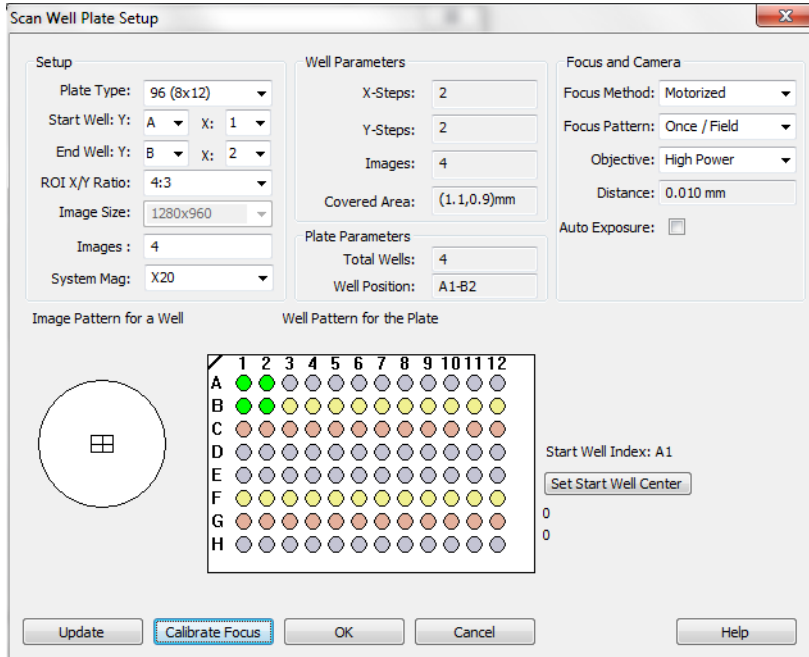 Scan Well Plate Setup
Setup
Plate Type: 96 (8x12)
Start Well: Y: A X: 1
End Well: Y: B X: 2
ROI X/Y Ratio: 4:3
Image Size: 1280x960
Images : 4
System Mag: X20
Well Parameters
X-Steps: 2
Y-Steps: 2
Images: 4
Covered Area: (1.1,0.9)mm
Plate Parameters
Total Wells: 4
Well Position: A1-B2
Focus and Camera
Focus Method: Motorized
Focus Pattern: Once / Field
Objective: High Power
Distance: 0.010 mm
Auto Exposure:
Image Pattern for a Well
Well Pattern for the Plate
1 2 3 4 5 6 7 8 9 10 11 12
A
B
C
D
E
F
G
H
Start Well Index: A1
Set Start Well Center
0
0
Update Calibrate Focus OK Cancel Help